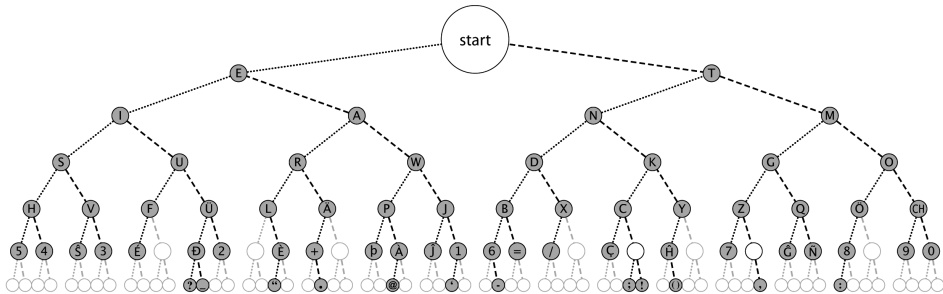 start
E T
I A N M
S U R W D K G O
H V F Ü L Ä P J B X C Y Z Q Ö CH
5 4 Ŝ 3 É Đ 2 È + Þ À Ĵ 1 6 = / Ç Ĥ 7 Ĝ Ñ 8 9 0
? _ “ . @ ' - ; ! () , :